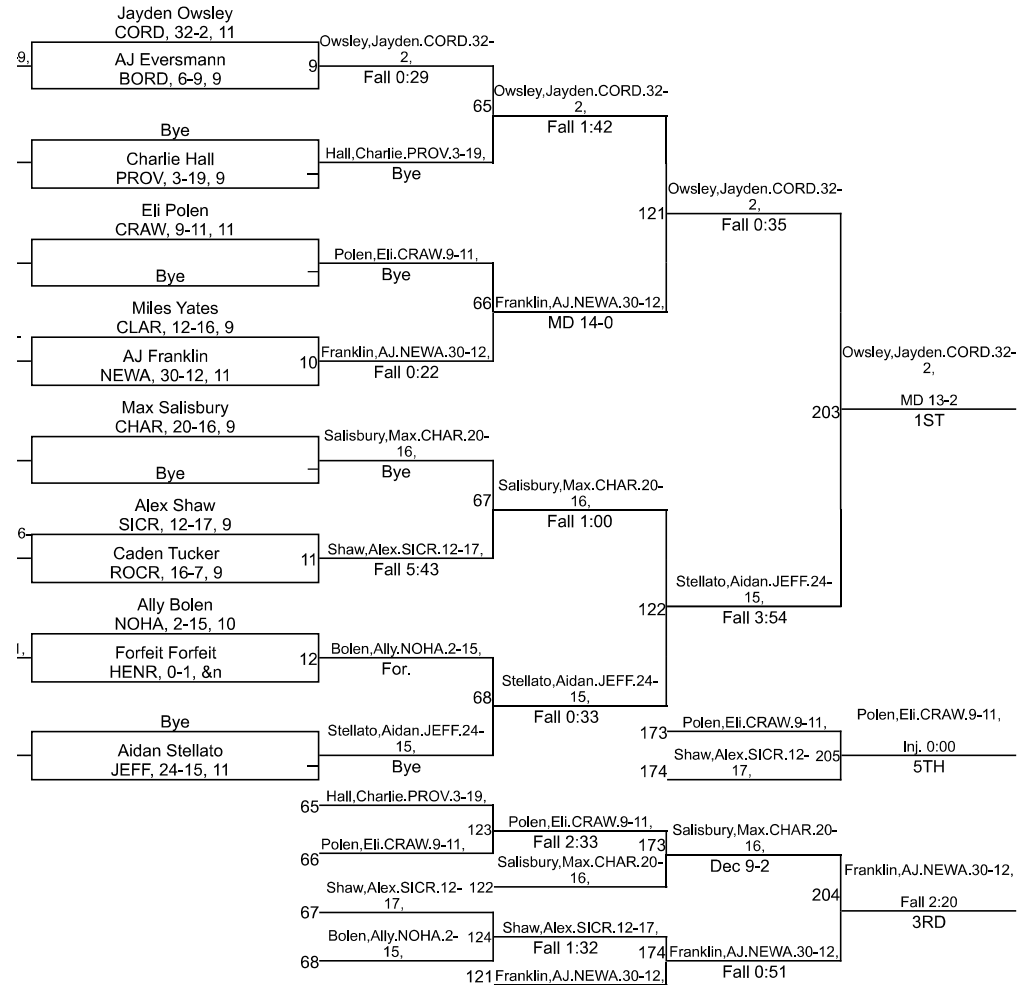 Jayden Owsley
CORD, 32-2, 11
9,
AJ Eversmann
BORD, 6-9, 9
9
Owsley,Jayden.CORD.32-
2,
Fall 0:29
Bye
Charlie Hall
PROV, 3-19, 9
Hall,Charlie.PROV.3-19,
Bye
65
Owsley,Jayden.CORD.32-
2,
Fall 1:42
Eli Polen
CRAW, 9-11, 11
Bye
Polen,Eli.CRAW.9-11,
Bye
Miles Yates
CLAR, 12-16, 9
AJ Franklin
NEWA, 30-12, 11
10
Franklin,AJ.NEWA.30-12,
Fall 0:22
66
Franklin,AJ.NEWA.30-12,
MD 14-0
121
Owsley,Jayden.CORD.32-
2,
Fall 0:35
Max Salisbury
CHAR, 20-16, 9
Bye
Salisbury,Max.CHAR.20-
16,
Bye
Alex Shaw
SICR, 12-17, 9
6
Caden Tucker
ROCR, 16-7, 9
11
Shaw,Alex.SICR.12-17,
Fall 5:43
67
Salisbury,Max.CHAR.20-
16,
Fall 1:00
Ally Bolen
NOHA, 2-15, 10
Forfeit Forfeit
HENR, 0-1, &n
12
Bolen,Ally.NOHA.2-15,
For.
Bye
Aidan Stellato
JEFF, 24-15, 11
Stellato,Aidan.JEFF.24-
15,
Bye
68
Stellato,Aidan.JEFF.24-
15,
Fall 0:33
122
Stellato,Aidan.JEFF.24-
15,
Fall 3:54
203
Owsley,Jayden.CORD.32-
2,
MD 13-2
1ST
173
Polen,Eli.CRAW.9-11,
174
Shaw,Alex.SICR.12-
17,
205
Polen,Eli.CRAW.9-11,
Inj. 0:00
5TH
65
Hall,Charlie.PROV.3-19,
66
Polen,Eli.CRAW.9-11,
123
Polen,Eli.CRAW.9-11,
Fall 2:33
122
Salisbury,Max.CHAR.20-
16,
173
Salisbury,Max.CHAR.20-
16,
Dec 9-2
67
Shaw,Alex.SICR.12-
17,
68
Bolen,Ally.NOHA.2-
15,
124
Shaw,Alex.SICR.12-17,
Fall 1:32
121
Franklin,AJ.NEWA.30-12,
174
Franklin,AJ.NEWA.30-12,
Fall 0:51
204
Franklin,AJ.NEWA.30-12,
Fall 2:20
3RD